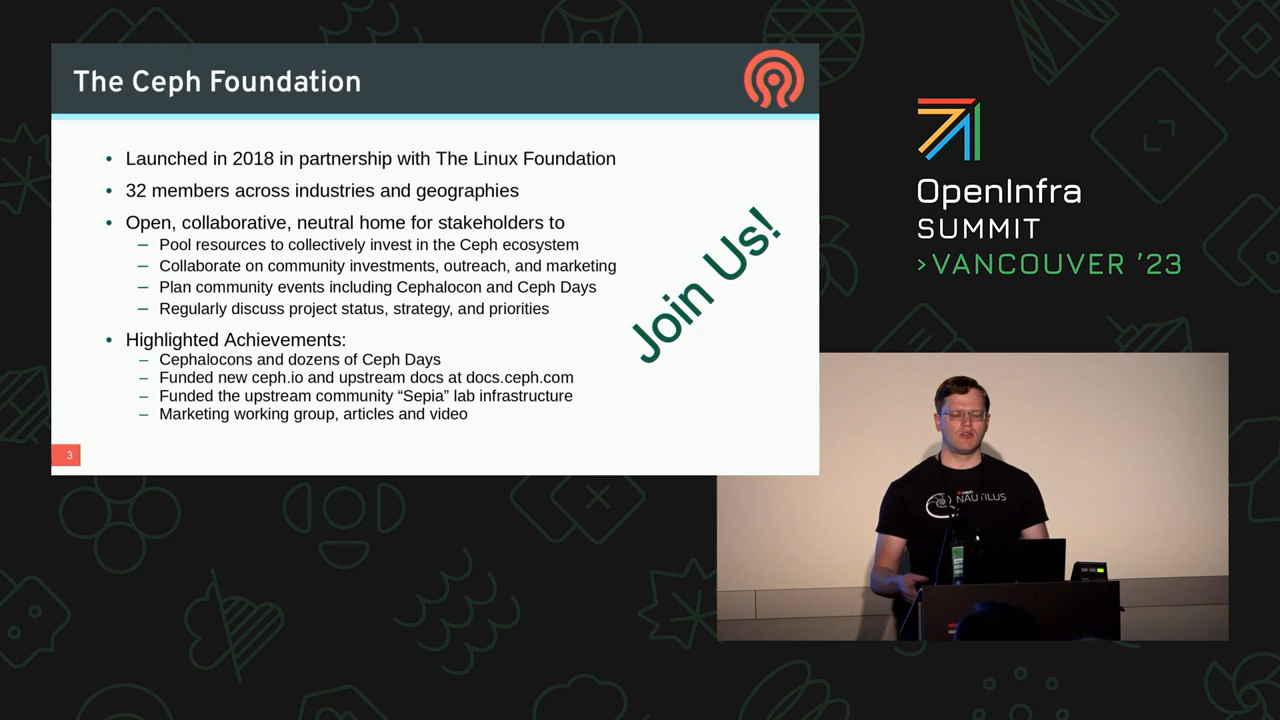 The Ceph Foundation
• Launched in 2018 in partnership with The Linux Foundation
• 32 members across industries and geographies
• Open, collaborative, neutral home for stakeholders to
– Pool resources to collectively invest in the Ceph ecosystem
– Collaborate on community investments, outreach, and marketing
– Plan community events including Cephalocon and Ceph Days
– Regularly discuss project status, strategy, and priorities
• Highlighted Achievements:
– Cephalocons and dozens of Ceph Days
– Funded new ceph.io and upstream docs at docs.ceph.com
– Funded the upstream community “Sepia” lab infrastructure
– Marketing working group, articles and video
Join Us!
3
OpenInfra
SUMMIT
>VANCOUVER ’23
ceph
NAUTILUS